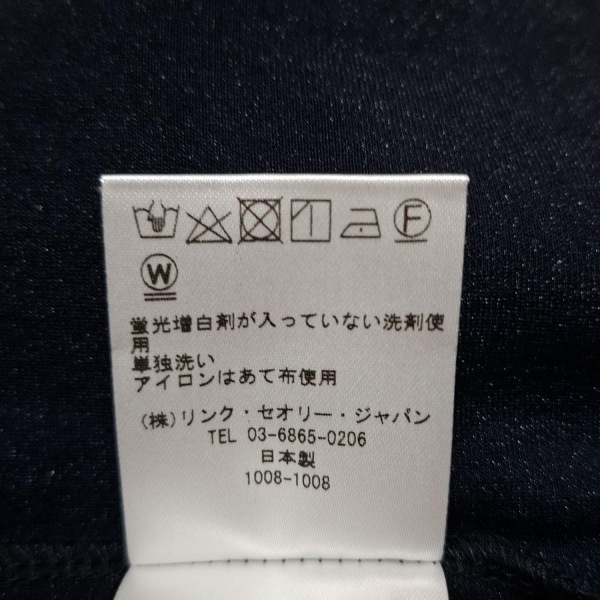 F
W
蛍光増白剤が入っていない洗剤使
用
単独洗い
アイロンはあて布使用
(株)リンク・セオリー・ジャパン
TEL 03-6865-0206
日本製
1008-1008